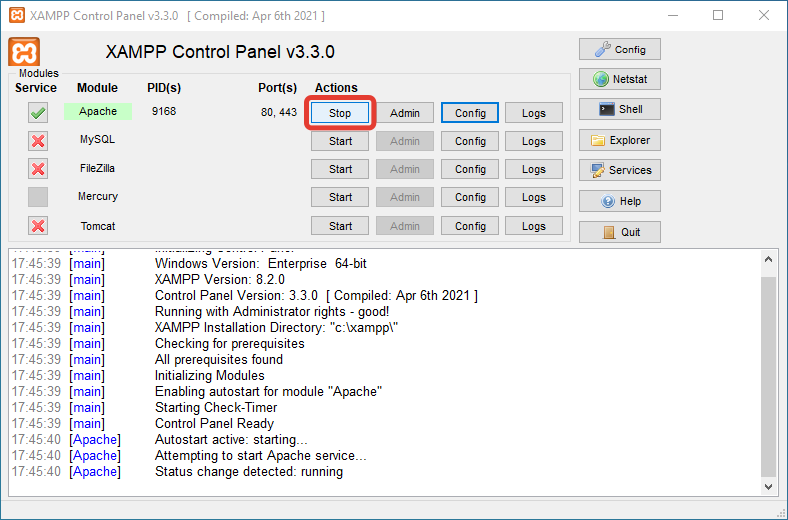 XAMPP Control Panel v3.3.0 [ Compiled: Apr 6th 2021 ]
XAMPP Control Panel v3.3.0
Config
Modules
Service Module PID(s) Port(s) Actions
Netstat
Apache 9168 80, 443 Stop Admin Config Logs
Shell
MySQL Start Admin Config Logs
Explorer
FileZilla Start Admin Config Logs
Services
Mercury Start Admin Config Logs
Help
Tomcat Start Admin Config Logs
Quit
17:45:39 [main] Initializing Control Panel
17:45:39 [main] Windows Version: Enterprise 64-bit
17:45:39 [main] XAMPP Version: 8.2.0
17:45:39 [main] Control Panel Version: 3.3.0 [ Compiled: Apr 6th 2021 ]
17:45:39 [main] Running with Administrator rights - good!
17:45:39 [main] XAMPP Installation Directory: "c:\xampp\"
17:45:39 [main] Checking for prerequisites
17:45:39 [main] All prerequisites found
17:45:39 [main] Initializing Modules
17:45:39 [main] Enabling autostart for module "Apache"
17:45:39 [main] Starting Check-Timer
17:45:39 [main] Control Panel Ready
17:45:40 [Apache] Autostart active: starting...
17:45:40 [Apache] Attempting to start Apache service...
17:45:40 [Apache] Status change detected: running